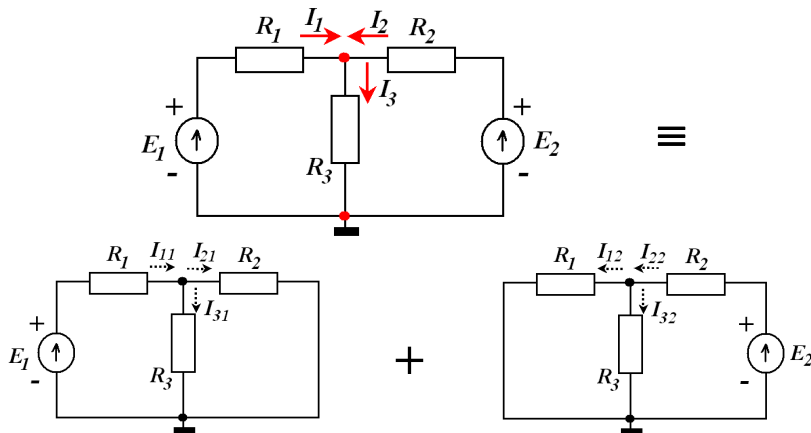 I1 I2
R1 R2
+ I3 +
E1 E2 ≡
- R3 -
I11 I21 I12 I22
R1 R2 R1 R2
+ I31 I32 +
E1 + E2
- R3 R3 -